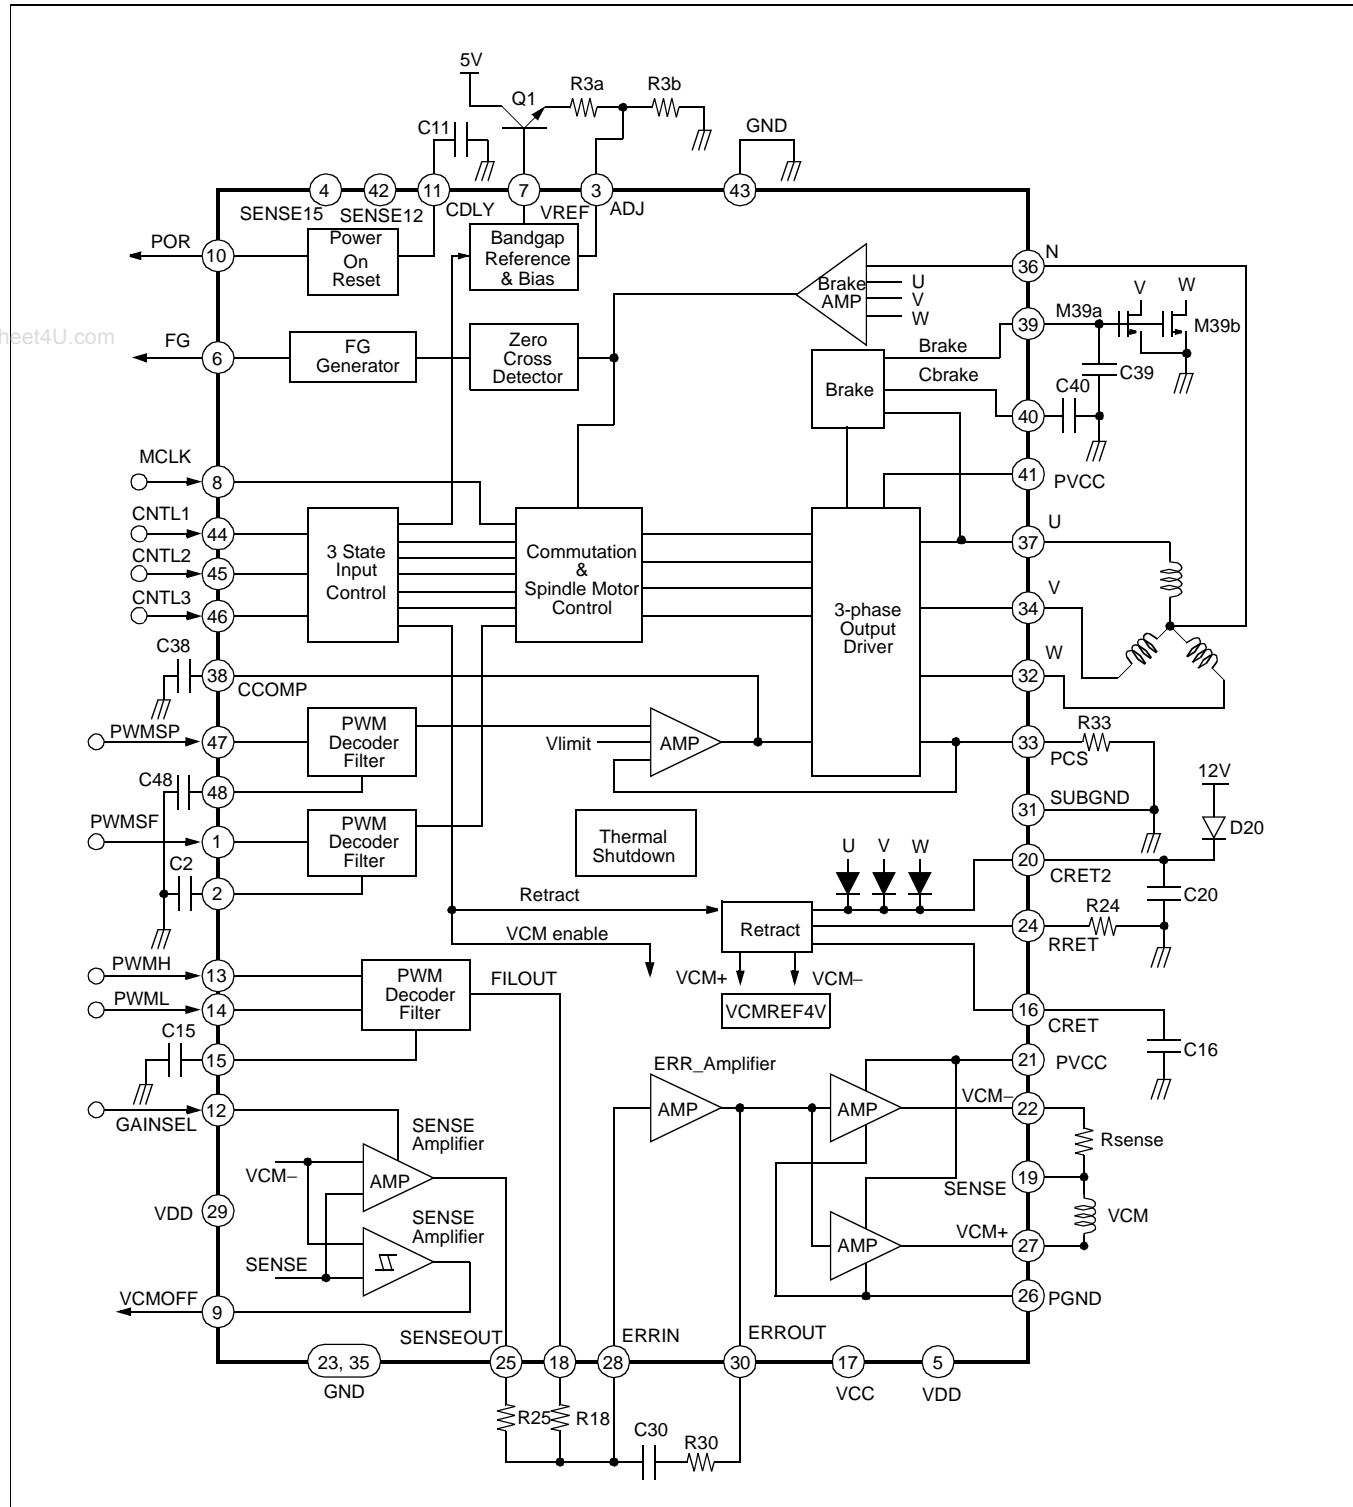 5V
Q1
R3a
R3b
C11
GND
4
42
11
7
3
43
SENSE15
SENSE12
CDLY
VREF
ADJ
POR
10
Power
On
Reset
Bandgap
Reference
& Bias
Brake
AMP
U
V
W
36
N
V
W
M39a
M39b
39
heet4U.com
FG
6
FG
Generator
Zero
Cross
Detector
Brake
Brake
Cbrake
C39
C40
40
MCLK
8
41
PVCC
CNTL1
44
CNTL2
45
CNTL3
46
3 State
Input
Control
Commutation
&
Spindle Motor
Control
3-phase
Output
Driver
U
37
V
34
W
32
C38
38
CCOMP
PWMSP
47
PWM
Decoder
Filter
Vlimit
AMP
33
R33
PCS
C48
48
12V
31
SUBGND
D20
PWMSF
1
PWM
Decoder
Filter
Thermal
Shutdown
C2
2
U
V
W
20
CRET2
C20
Retract
Retract
24
R24
RRET
VCM enable
VCM+
VCM−
VCMREF4V
PWMH
13
PWML
14
PWM
Decoder
Filter
FILOUT
16
CRET
C16
C15
15
21
PVCC
ERR_Amplifier
AMP
AMP
VCM−
22
Rsense
GAINSEL
12
SENSE
Amplifier
VCM−
AMP
19
SENSE
VCM
VDD
29
SENSE
Amplifier
AMP
VCM+
27
SENSE
26
PGND
VCMOFF
9
SENSEOUT
ERRIN
ERROUT
23, 35
25
18
28
30
17
5
GND
VCC
VDD
R25
R18
C30
R30